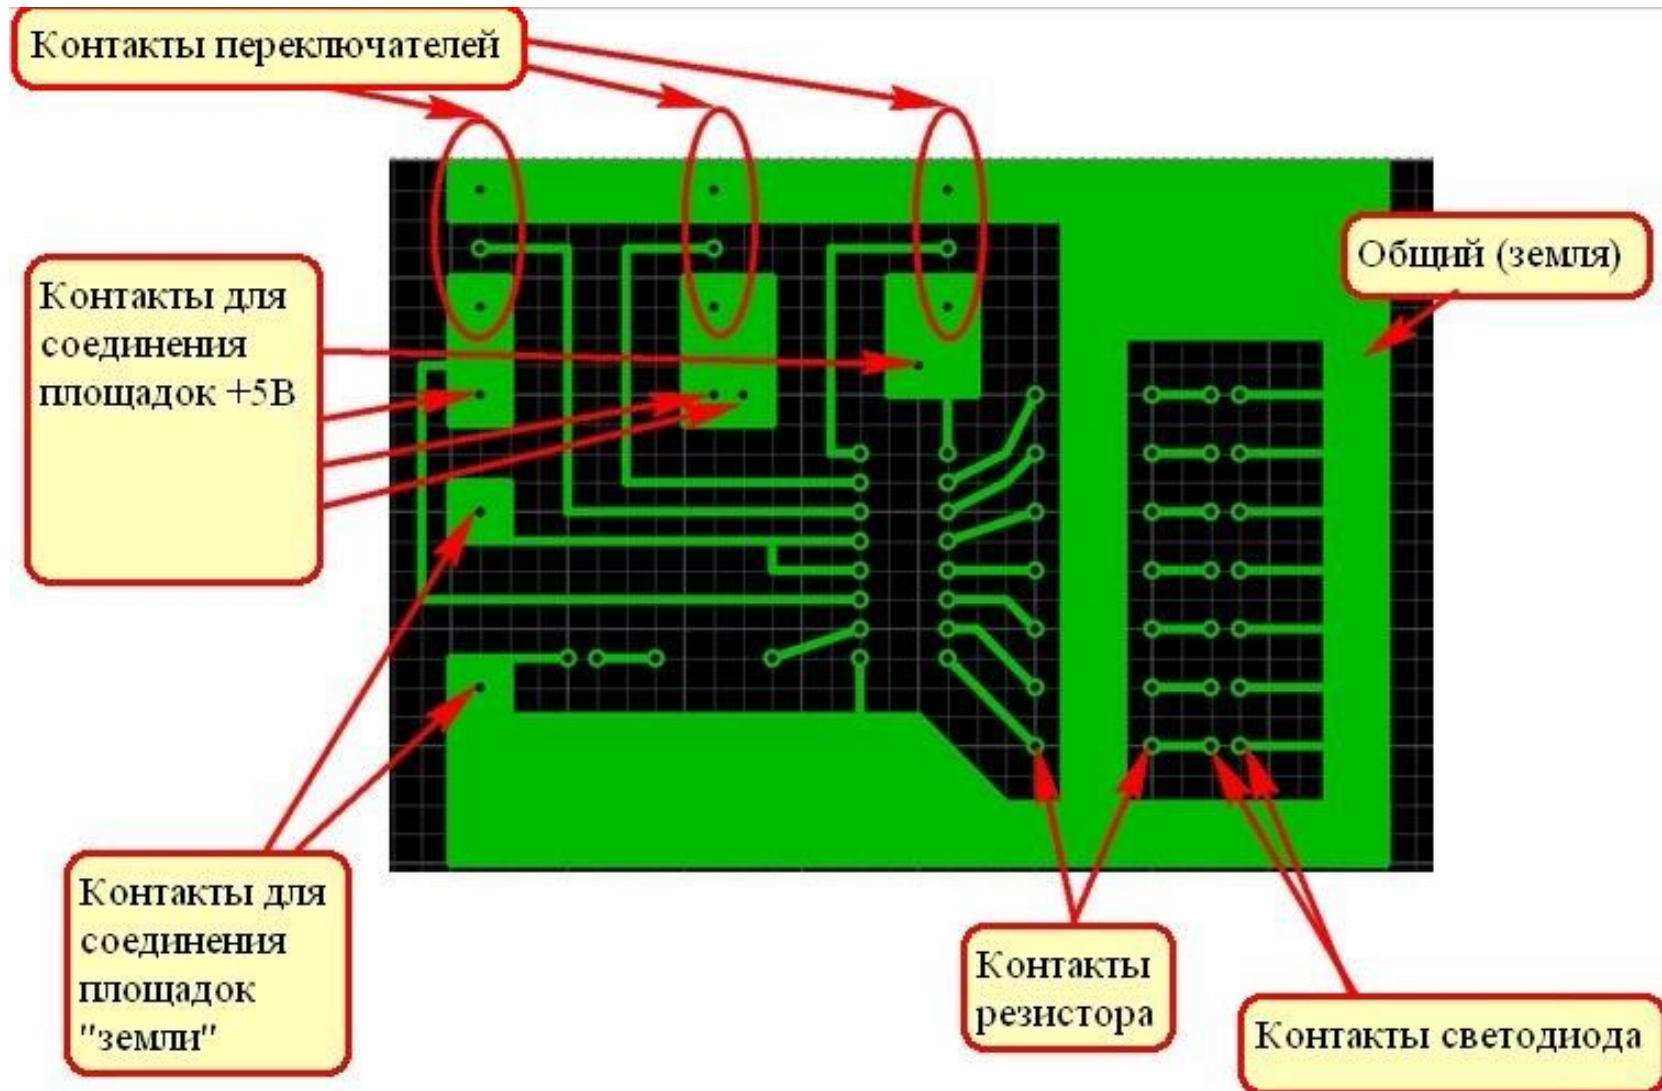 Контакты переключателей
Общий (земля)
Контакты для
соединения
площадок +5В
Контакты для
соединения
площадок
"земли"
Контакты
резистора
Контакты светодиода